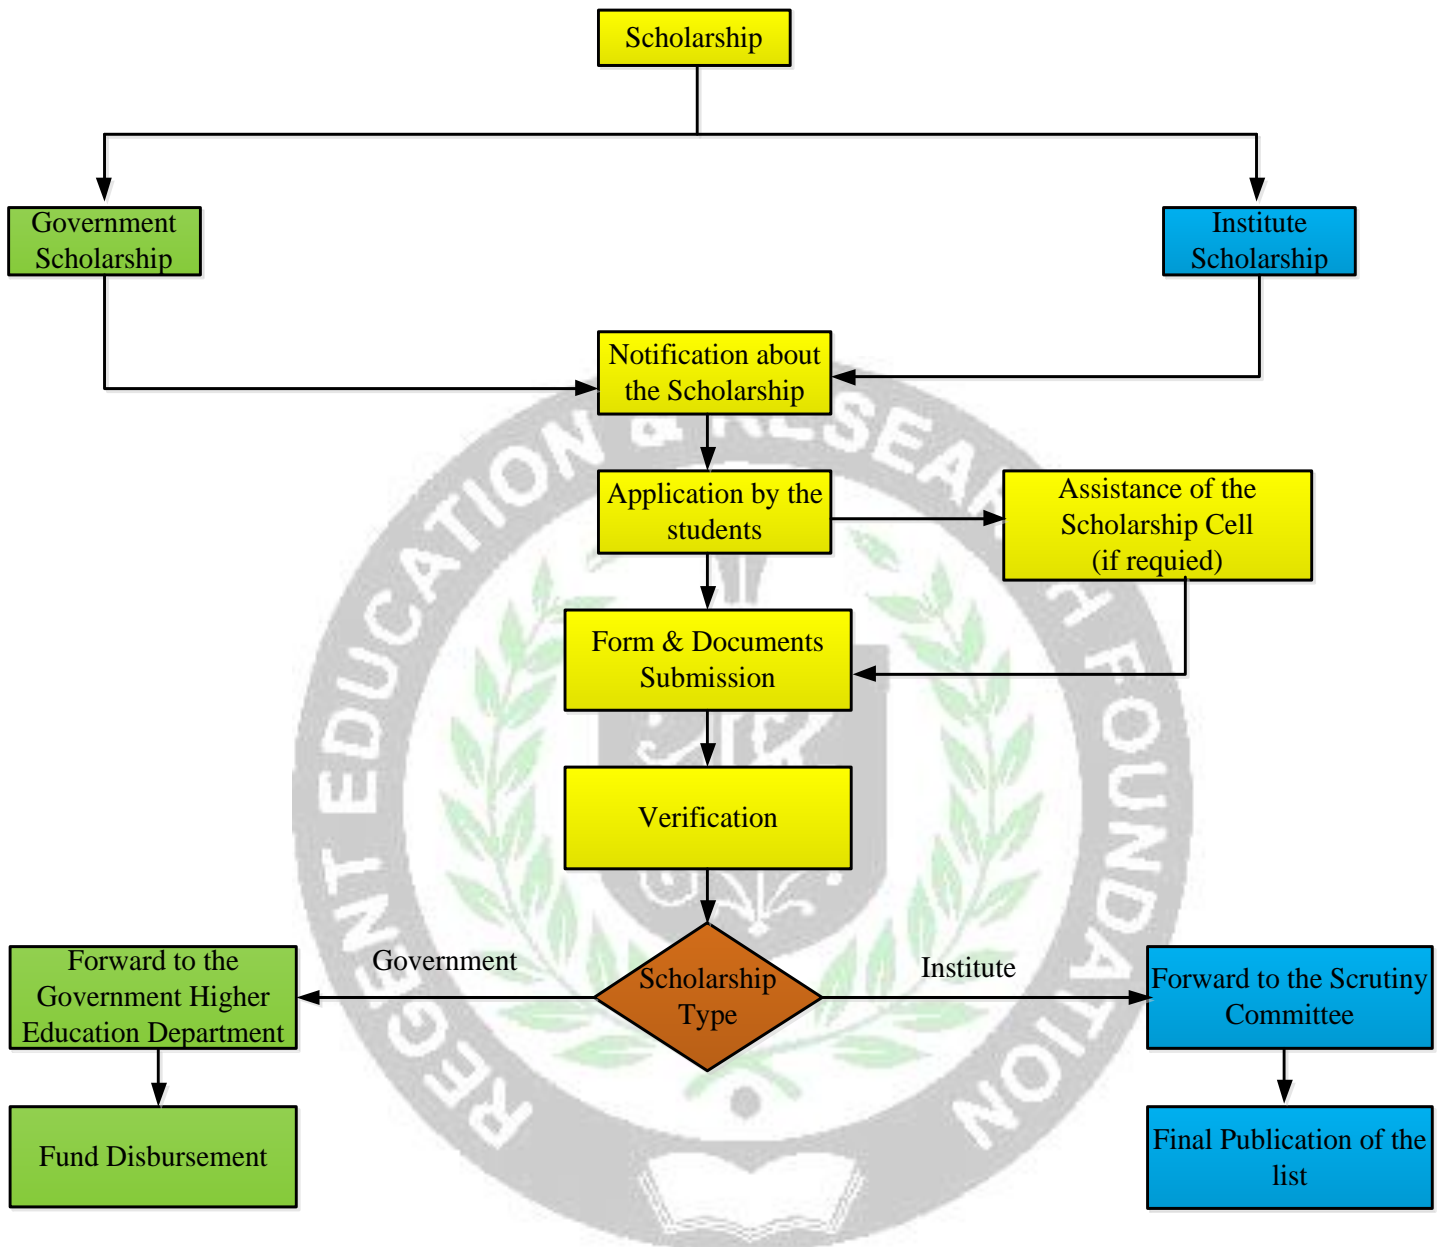 Scholarship
Government
Scholarship
Institute
Scholarship
Notification about
the Scholarship
Application by the
students
Assistance of the
Scholarship Cell
(if requied)
Form & Documents
Submission
Verification
Scholarship
Type
Government
Institute
Forward to the
Government Higher
Education Department
Forward to the Scrutiny
Committee
Fund Disbursement
Final Publication of the
list
REGENT EDUCATION & RESEARCH FOUNDATION